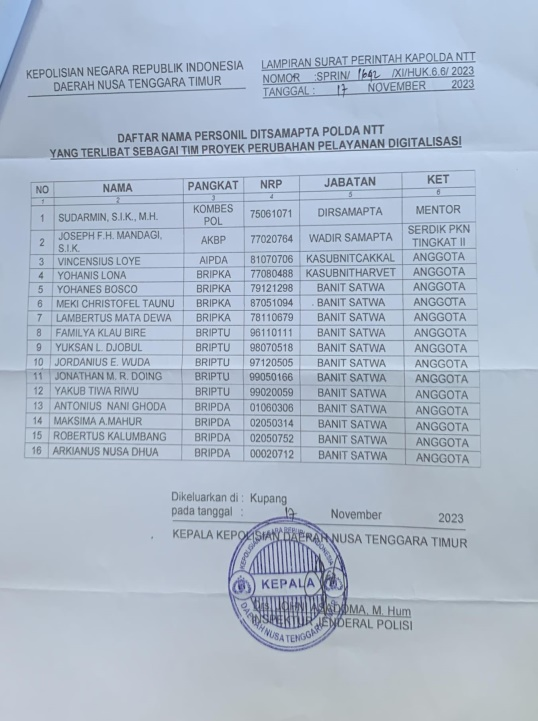 KEPOLISIAN NEGARA REPUBLIK INDONESIA
DAERAH NUSA TENGGARA TIMUR
LAMPIRAN SURAT PERINTAH KAPOLDA NTT
NOMOR :SPRIN/ 1642 /XI/HUK.6.6/ 2023
TANGGAL : 17 NOVEMBER 2023
DAFTAR NAMA PERSONIL DITSAMAPTA POLDA NTT
YANG TERLIBAT SEBAGAI TIM PROYEK PERUBAHAN PELAYANAN DIGITALISASI
NO NAMA PANGKAT NRP JABATAN KET
1 2 3 4 5 6
1 SUDARMIN, S.I.K., M.H. KOMBES POL 75061071 DIRSAMAPTA MENTOR
2 JOSEPH F.H. MANDAGI, S.I.K. AKBP 77020764 WADIR SAMAPTA SERDIK PKN TINGKAT II
3 VINCENSIUS LOYE AIPDA 81070706 KASUBNITCAKKAL ANGGOTA
4 YOHANIS LONA BRIPKA 77080488 KASUBNITHARVET ANGGOTA
5 YOHANES BOSCO BRIPKA 79121298 BANIT SATWA ANGGOTA
6 MEKI CHRISTOFEL TAUNU BRIPKA 87051094 BANIT SATWA ANGGOTA
7 LAMBERTUS MATA DEWA BRIPKA 78110679 BANIT SATWA ANGGOTA
8 FAMILYA KLAU BIRE BRIPTU 96110111 BANIT SATWA ANGGOTA
9 YUKSAN L. DJOBUL BRIPTU 98070518 BANIT SATWA ANGGOTA
10 JORDANIUS E. WUDA BRIPTU 97120505 BANIT SATWA ANGGOTA
11 JONATHAN M. R. DOING BRIPTU 99050166 BANIT SATWA ANGGOTA
12 YAKUB TIWA RIWU BRIPTU 99020059 BANIT SATWA ANGGOTA
13 ANTONIUS NANI GHODA BRIPDA 01060306 BANIT SATWA ANGGOTA
14 MAKSIMA A.MAHUR BRIPDA 02050314 BANIT SATWA ANGGOTA
15 ROBERTUS KALUMBANG BRIPDA 02050752 BANIT SATWA ANGGOTA
16 ARKIANUS NUSA DHUA BRIPDA 00020712 BANIT SATWA ANGGOTA
Dikeluarkan di : Kupang
pada tanggal : 17 November 2023
KEPALA KEPOLISIAN DAERAH NUSA TENGGARA TIMUR
KEPOLISIAN NEGARA REPUBLIK INDONESIA
KEPALA
DAERAH NUSA TENGGARA
Drs. JOHNI ASADOMA, M. Hum
INSPEKTUR JENDERAL POLISI